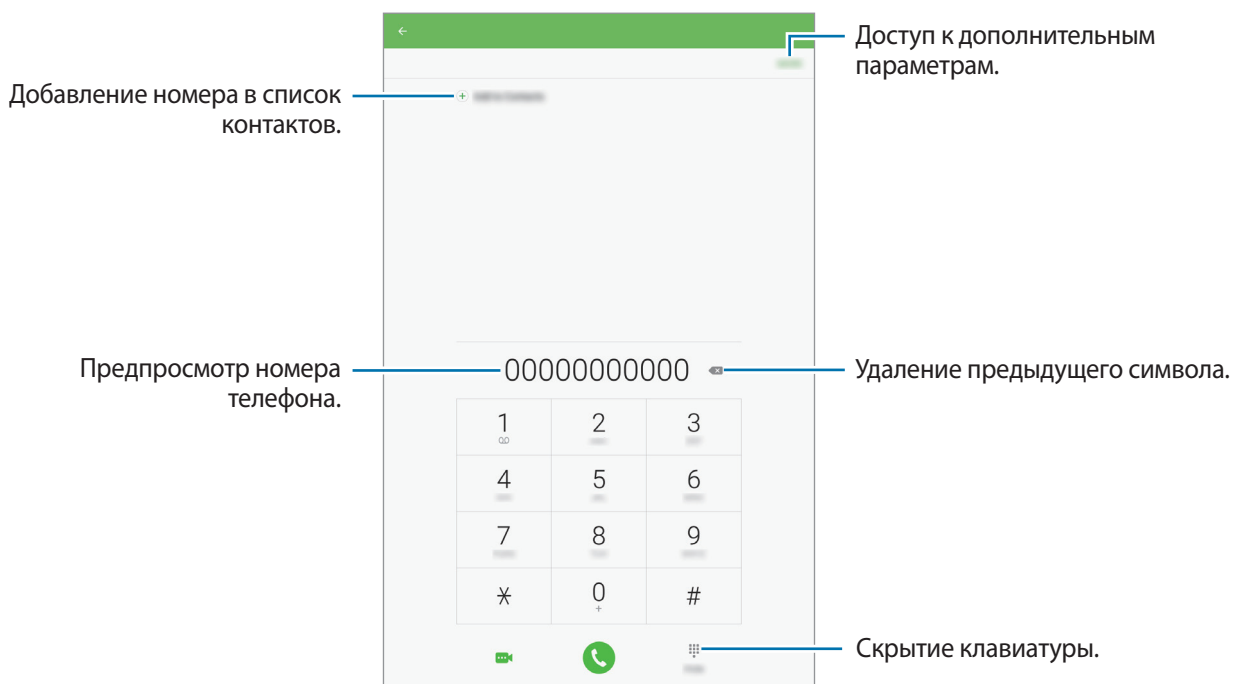 Доступ к дополнительным
параметрам.
Добавление номера в список
контактов.
Предпросмотр номера
телефона.
00000000000
Удаление предыдущего символа.
1 2 3
4 5 6
7 8 9
* 0 #
+
Скрытие клавиатуры.